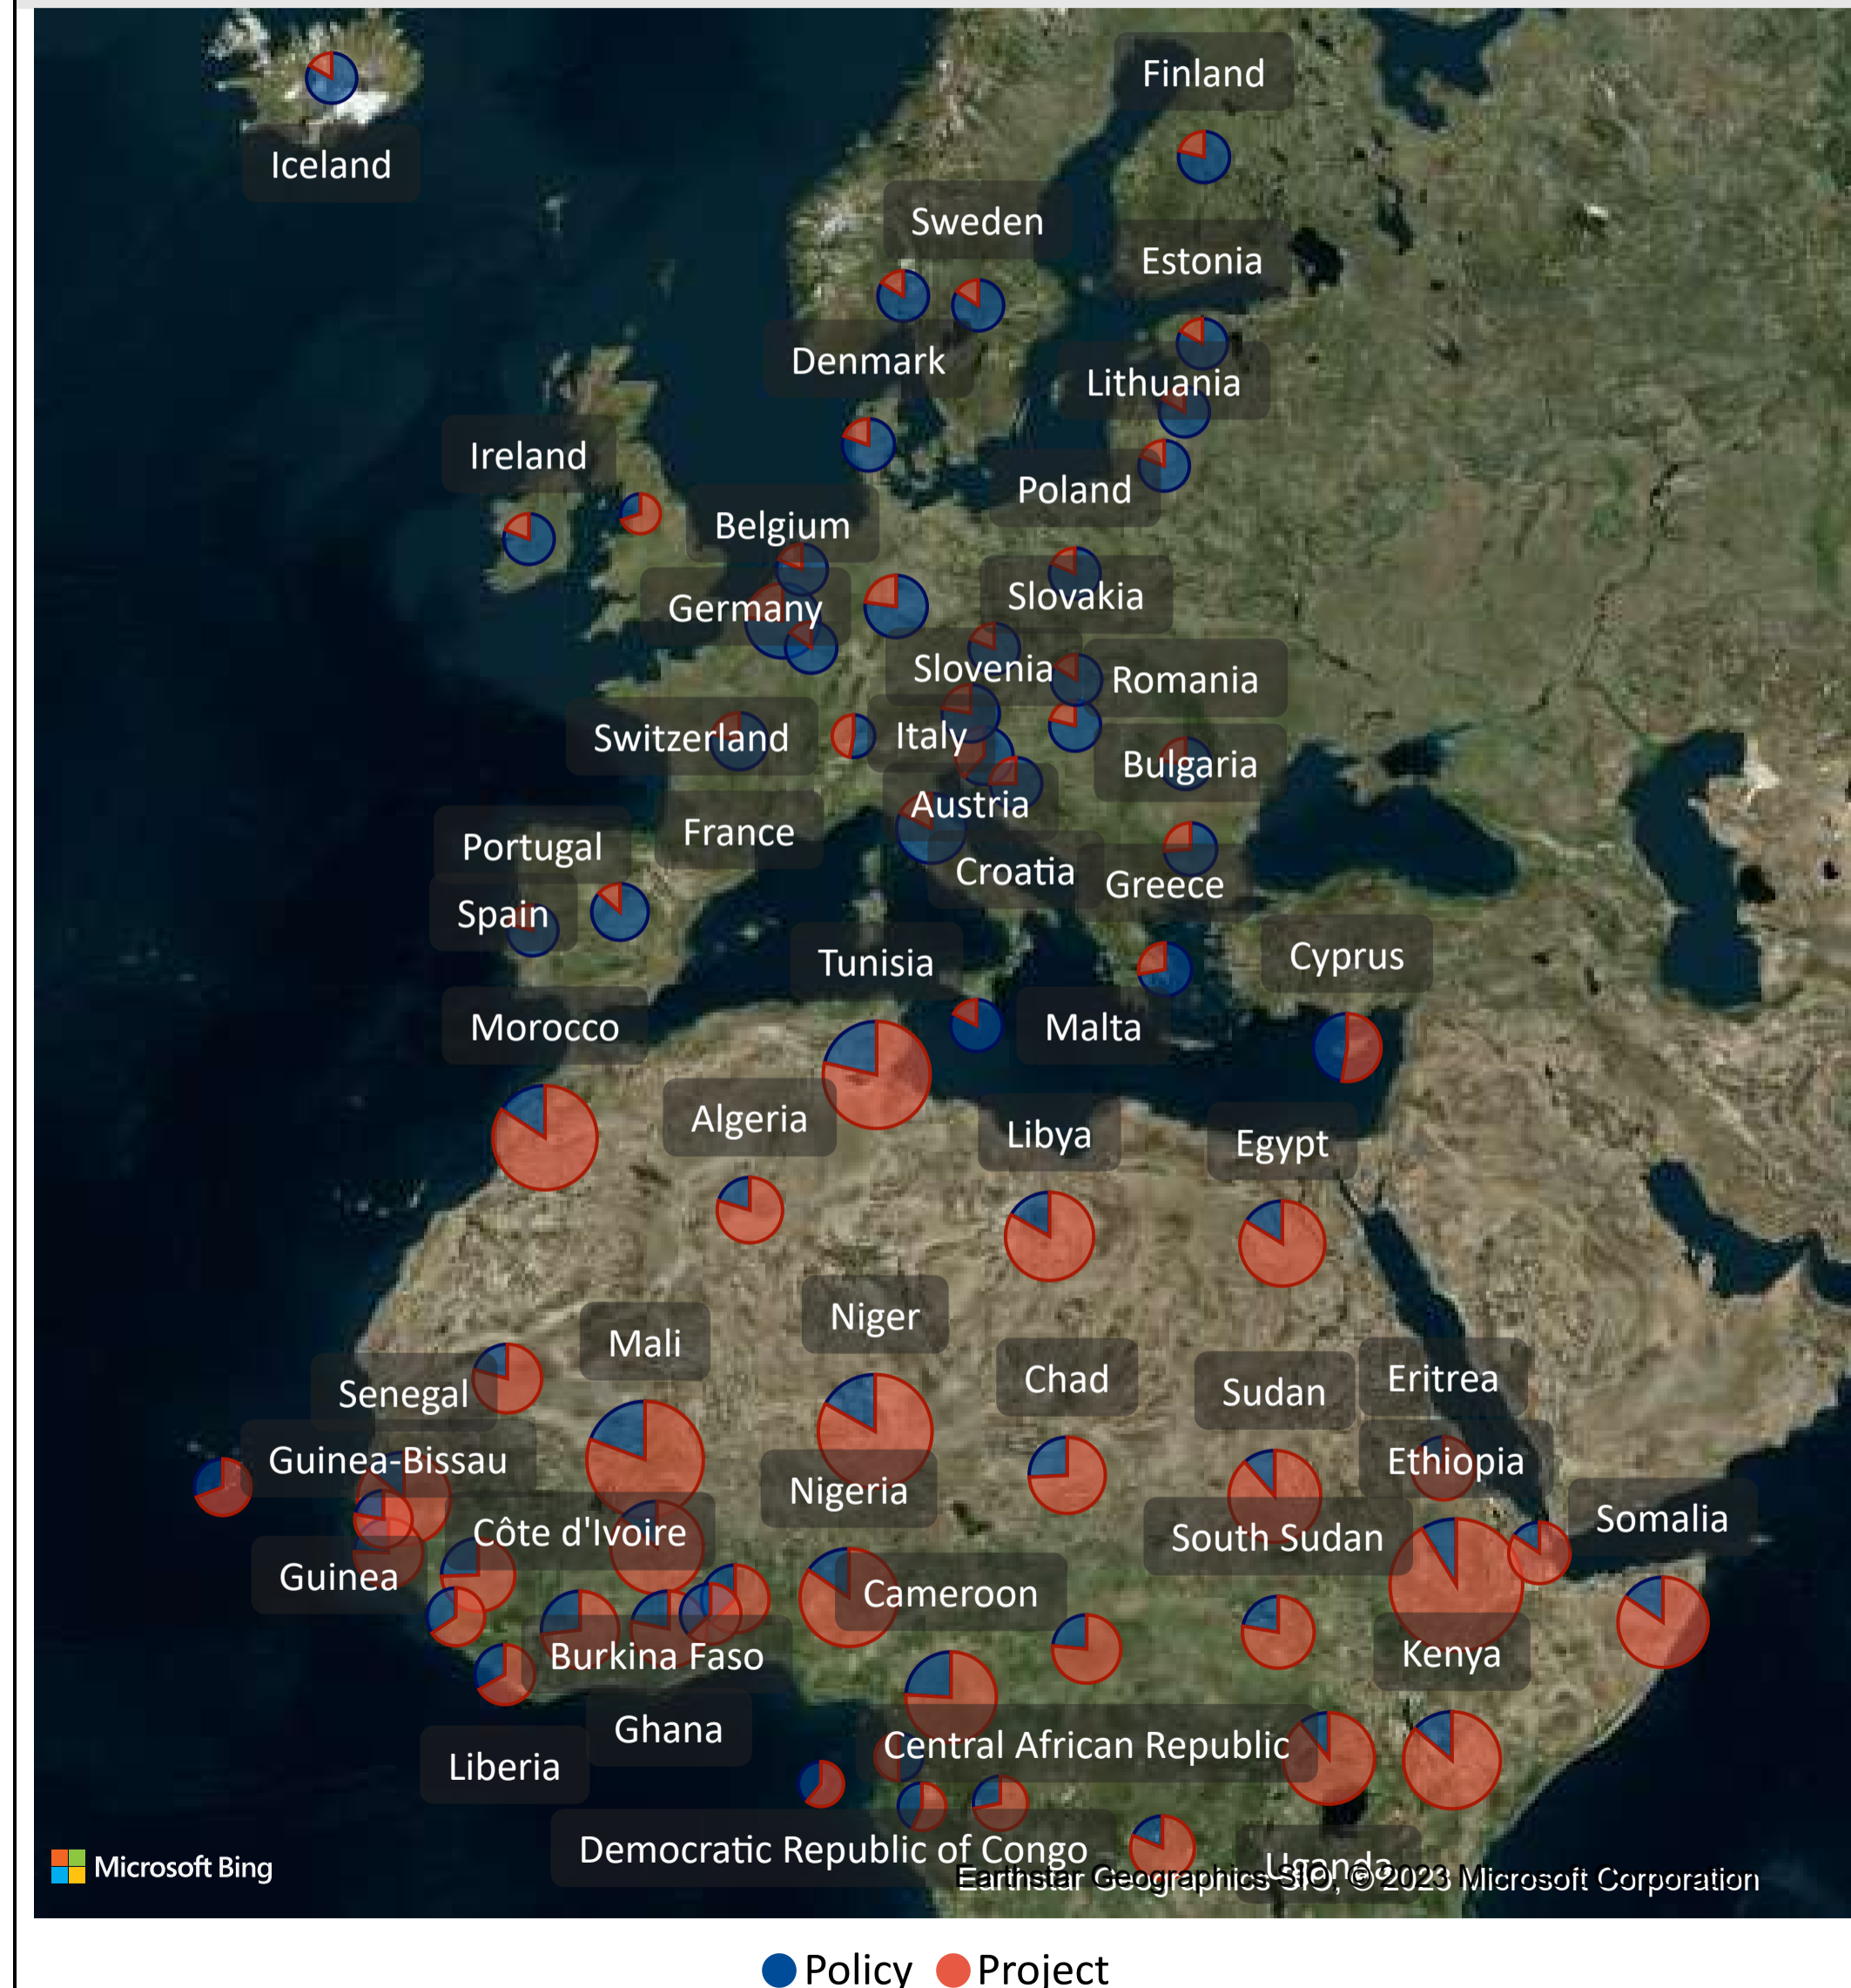 Finland
Iceland
Sweden
Estonia
Denmark
Lithuania
Ireland
Poland
Belgium
Slovakia
Germany
Slovenia
Romania
Switzerland
Italy
Bulgaria
Austria
France
Portugal
Croatia
Greece
Spain
Cyprus
Tunisia
Morocco
Malta
Algeria
Libya
Egypt
Niger
Mali
Chad
Eritrea
Sudan
Senegal
Guinea-Bissau
Ethiopia
Nigeria
Somalia
Côte d'Ivoire
South Sudan
Guinea
Cameroon
Kenya
Burkina Faso
Ghana
Central African Republic
Liberia
Democratic Republic of Congo
Uganda
Microsoft Bing
Earthstar Geographics SIO, © 2023 Microsoft Corporation
Policy Project